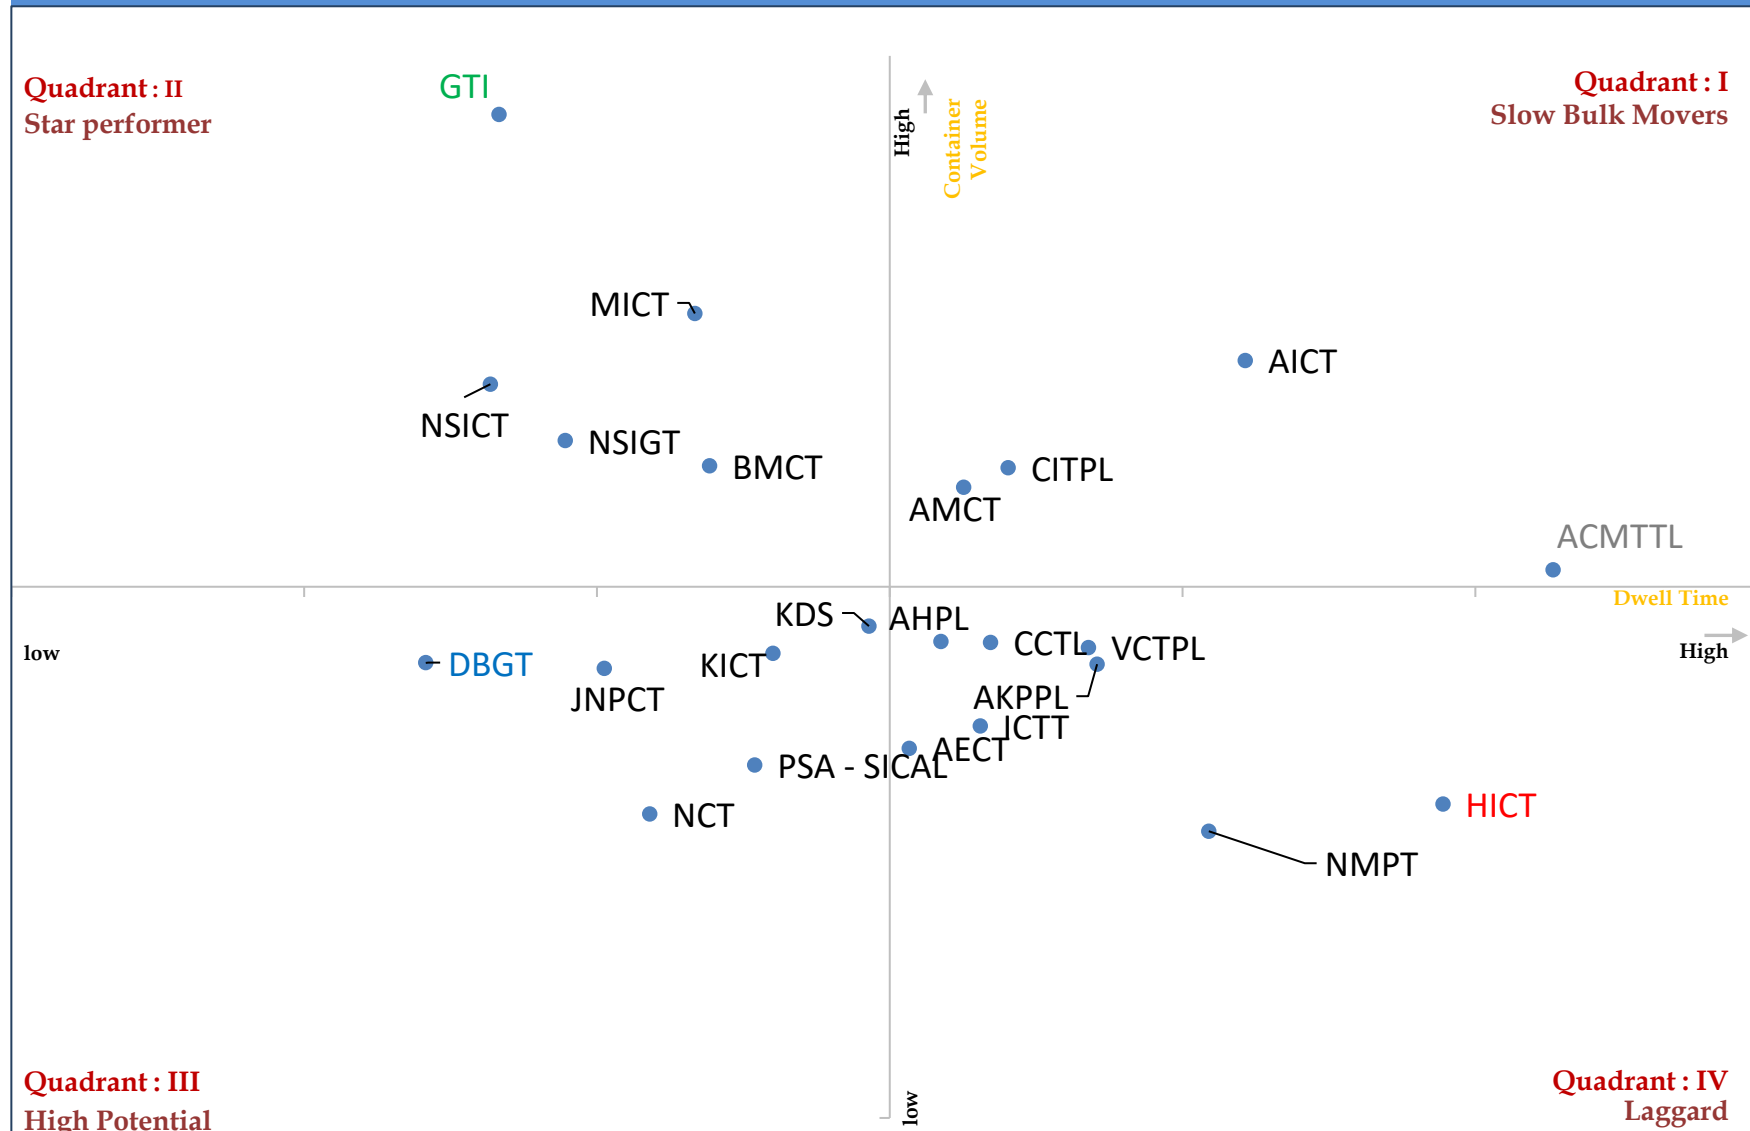 Quadrant : II
Star performer
GTI
High
Container
Volume
Quadrant : I
Slow Bulk Movers
MICT
AICT
NSICT
NSIGT
BMCT
CITPL
AMCT
ACMTTL
Dwell Time
High
low
KDS
AHPL
CCTL
VCTPL
DBGT
KICT
JNPCT
AKPPL
ICTT
AECT
PSA - SICAL
NCT
HICT
NMPT
Quadrant : III
High Potential
low
Quadrant : IV
Laggard